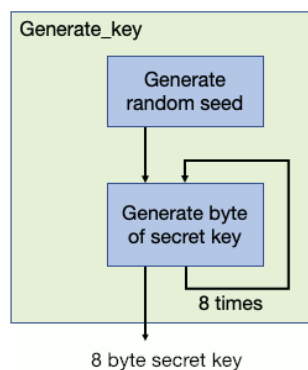 Generate_key
Generate
random seed
Generate byte
of secret key
8 times
8 byte secret key